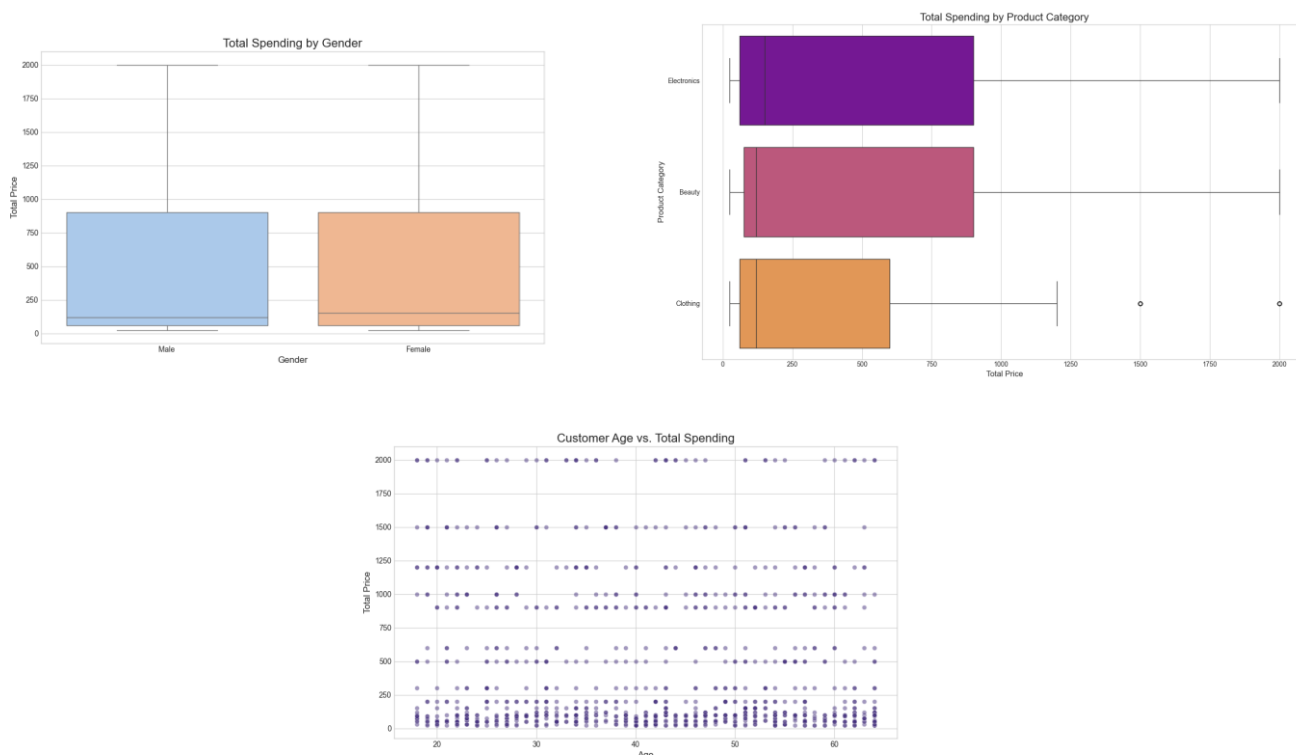 Total Spending by Gender
2000
1750
1500
1250
1000
750
500
250
0
Total Price
Male
Female
Gender
Total Spending by Product Category
Electronics
Beauty
Clothing
Product Category
0
250
500
750
1000
1250
1500
1750
2000
Total Price
Customer Age vs. Total Spending
2000
1750
1500
1250
1000
750
500
250
0
Total Price
20
30
40
50
60
Age